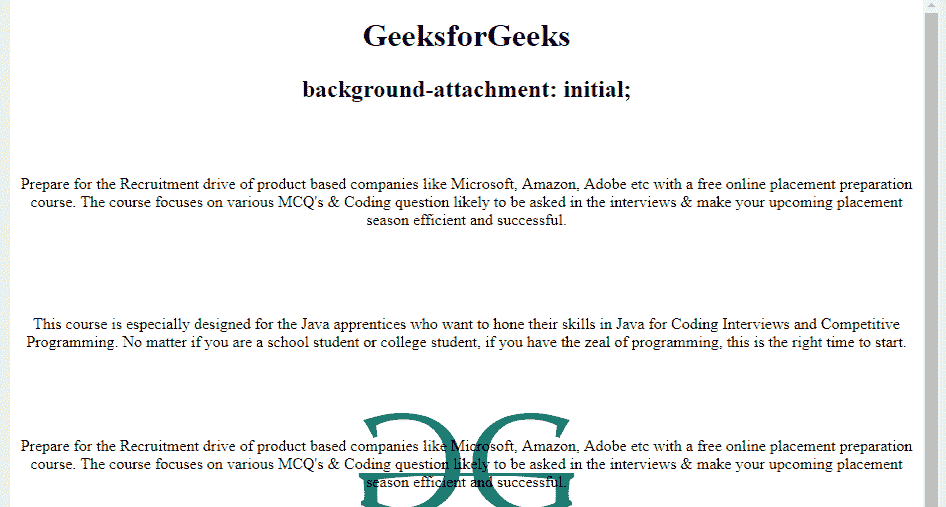 GeeksforGeeks
background-attachment: initial;
Prepare for the Recruitment drive of product based companies like Microsoft, Amazon, Adobe etc with a free online placement preparation
course. The course focuses on various MCQ's & Coding question likely to be asked in the interviews & make your upcoming placement
season efficient and successful.
This course is especially designed for the Java apprentices who want to hone their skills in Java for Coding Interviews and Competitive
Programming. No matter if you are a school student or college student, if you have the zeal of programming, this is the right time to start.
Prepare for the Recruitment drive of product based companies like Microsoft, Amazon, Adobe etc with a free online placement preparation
course. The course focuses on various MCQ's & Coding question likely to be asked in the interviews & make your upcoming placement
season efficient and successful.